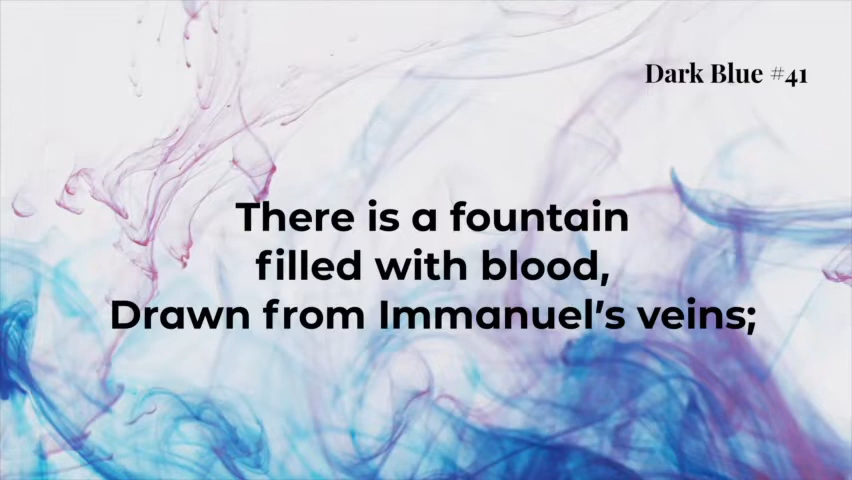 Dark Blue #41
There is a fountain
filled with blood,
Drawn from Immanuel's veins;